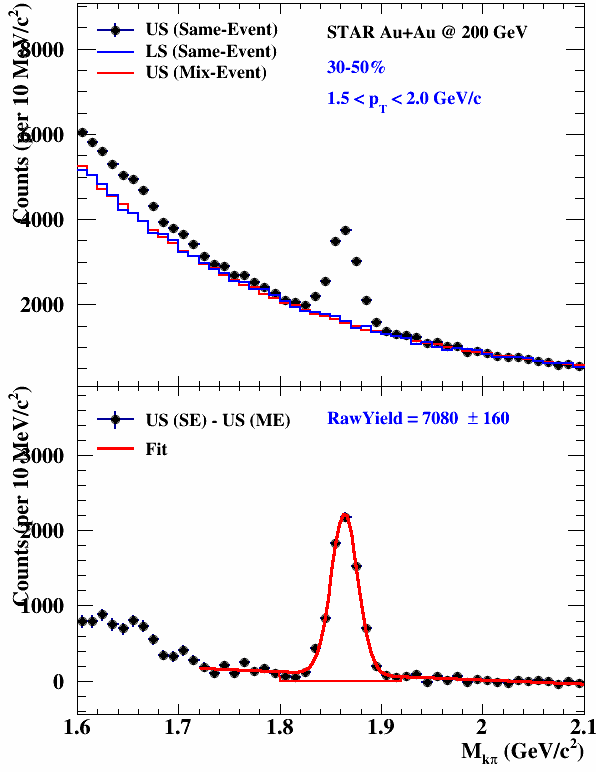 US (Same-Event)
LS (Same-Event)
US (Mix-Event)
STAR Au+Au @ 200 GeV
30-50%
1.5 < p_T < 2.0 GeV/c
Counts (per 10 MeV/c²)
8000
6000
4000
2000
US (SE) - US (ME)
Fit
RawYield = 7080 ± 160
Counts (per 10 MeV/c²)
3000
2000
1000
0
1.6 1.7 1.8 1.9 2 2.1
M_kπ (GeV/c²)